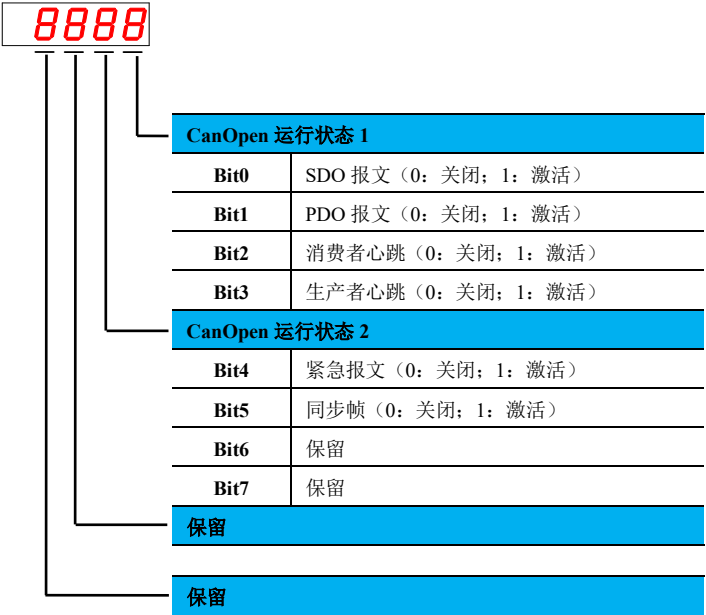 8888
CanOpen 运行状态 1
Bit0 SDO 报文（0：关闭；1：激活）
Bit1 PDO 报文（0：关闭；1：激活）
Bit2 消费者心跳（0：关闭；1：激活）
Bit3 生产者心跳（0：关闭；1：激活）
CanOpen 运行状态 2
Bit4 紧急报文（0：关闭；1：激活）
Bit5 同步帧（0：关闭；1：激活）
Bit6 保留
Bit7 保留
保留
保留